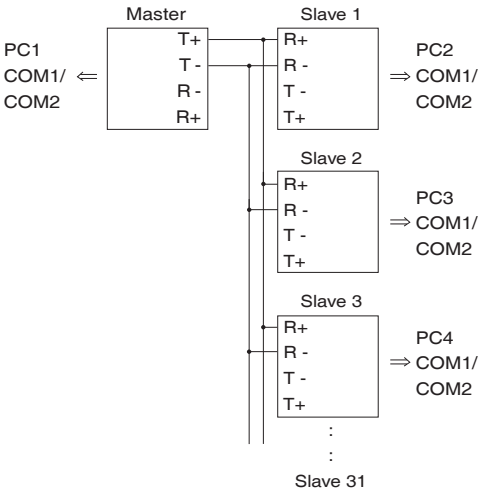 Master
PC1
COM1/
COM2
T+
T -
R -
R+
Slave 1
R+
R -
T -
T+
PC2
COM1/
COM2
Slave 2
R+
R -
T -
T+
PC3
COM1/
COM2
Slave 3
R+
R -
T -
T+
PC4
COM1/
COM2
:
:
Slave 31